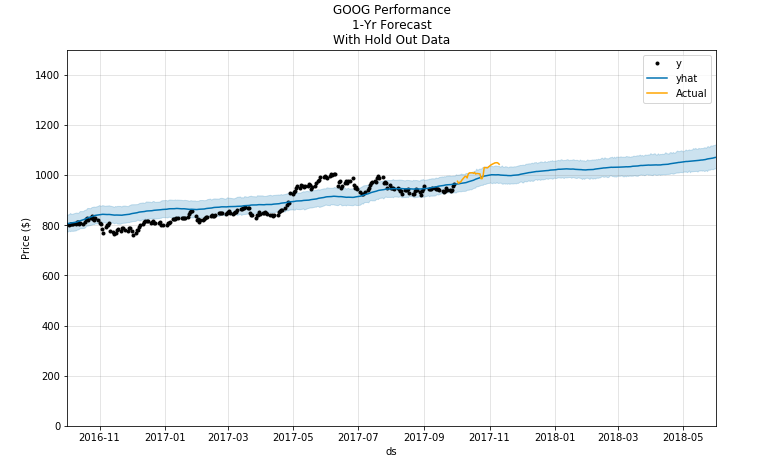 GOOG Performance
1-Yr Forecast
With Hold Out Data
y
yhat
Actual
Price ($)
1400
1200
1000
800
600
400
200
0
2016-11 2017-01 2017-03 2017-05 2017-07 2017-09 2017-11 2018-01 2018-03 2018-05
ds